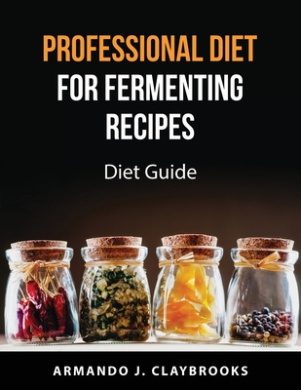 PROFESSIONAL DIET
FOR FERMENTING
RECIPES
Diet Guide
ARMANDO J. CLAYBROOKS